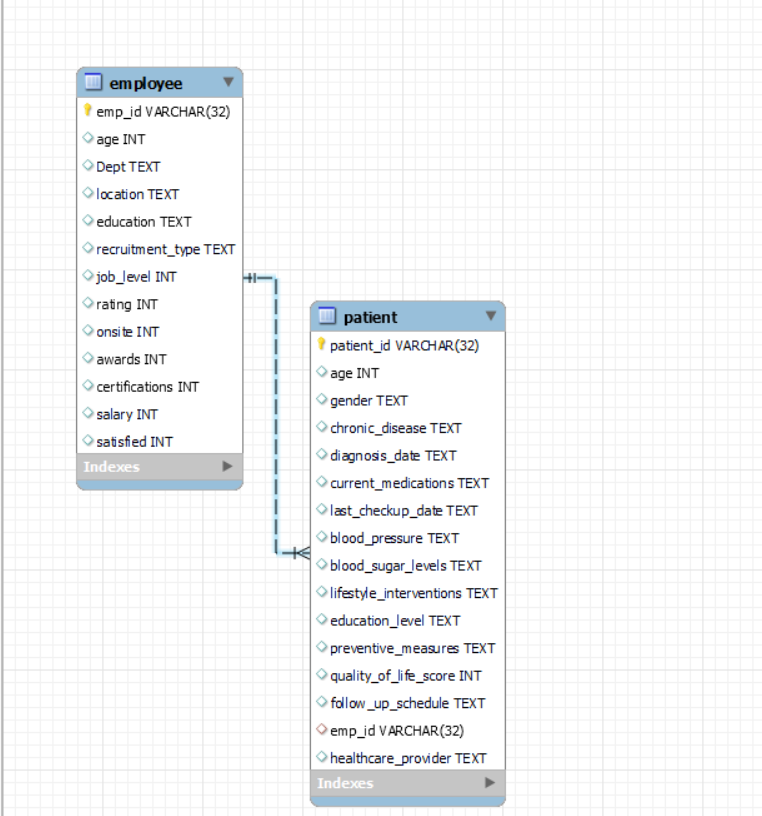 employee
emp_id VARCHAR(32)
age INT
Dept TEXT
location TEXT
education TEXT
recruitment_type TEXT
job_level INT
rating INT
onsite INT
awards INT
certifications INT
salary INT
satisfied INT
Indexes
patient
patient_id VARCHAR(32)
age INT
gender TEXT
chronic_disease TEXT
diagnosis_date TEXT
current_medications TEXT
last_checkup_date TEXT
blood_pressure TEXT
blood_sugar_levels TEXT
lifestyle_interventions TEXT
education_level TEXT
preventive_measures TEXT
quality_of_life_score INT
follow_up_schedule TEXT
emp_id VARCHAR(32)
healthcare_provider TEXT
Indexes